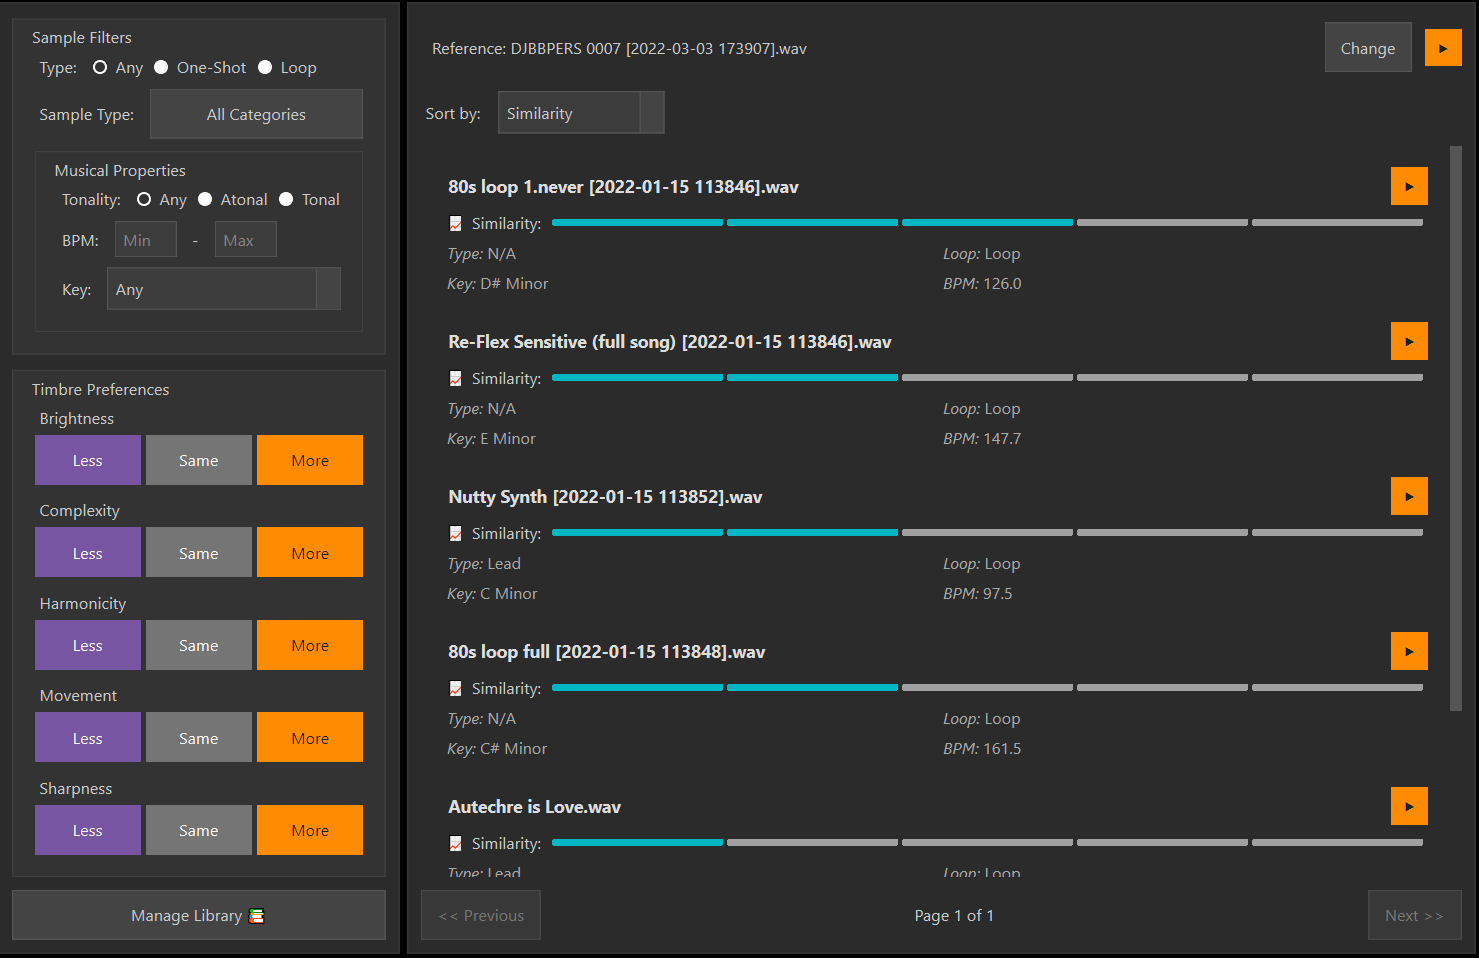 Sample Filters
Type: Any One-Shot Loop
Sample Type: All Categories
Musical Properties
Tonality: Any Atonal Tonal
BPM: Min - Max
Key: Any
Timbre Preferences
Brightness
Less Same More
Complexity
Less Same More
Harmonicity
Less Same More
Movement
Less Same More
Sharpness
Less Same More
Manage Library
Reference: DJBBPERS 0007 [2022-03-03 173907].wav
Change
Sort by: Similarity
80s loop 1.never [2022-01-15 113846].wav
Similarity:
Type: N/A Loop: Loop
Key: D# Minor BPM: 126.0
Re-Flex Sensitive (full song) [2022-01-15 113846].wav
Similarity:
Type: N/A Loop: Loop
Key: E Minor BPM: 147.7
Nutty Synth [2022-01-15 113852].wav
Similarity:
Type: Lead Loop: Loop
Key: C Minor BPM: 97.5
80s loop full [2022-01-15 113848].wav
Similarity:
Type: N/A Loop: Loop
Key: C# Minor BPM: 161.5
Autechre is Love.wav
Similarity:
Type: Lead Loop: Loop
<< Previous Page 1 of 1 Next >>